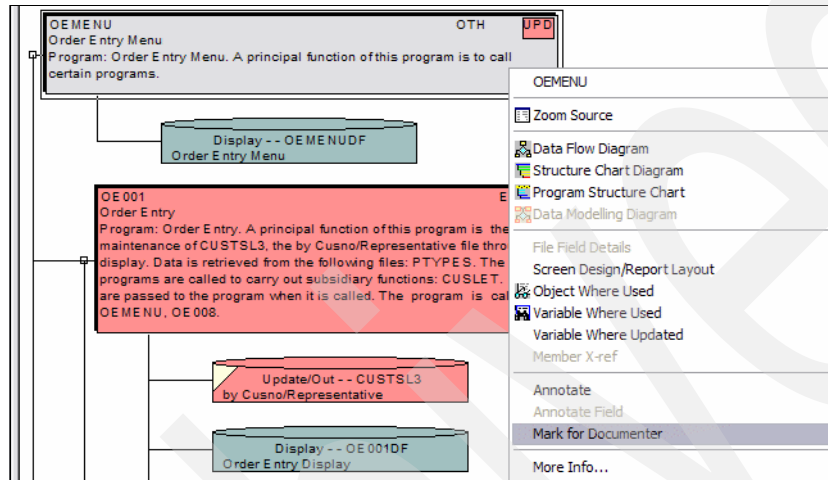 OEMENU OTH UPD
Order Entry Menu
Program: Order Entry Menu. A principal function of this program is to call
certain programs.
Display -- OEMENUDF
Order Entry Menu
OE001 E
Order Entry
Program: Order Entry. A principal function of this program is the
maintenance of CUSTSL3, the by Cusno/Representative file thro
display. Data is retrieved from the following files: PTYPES. The
programs are called to carry out subsidiary functions: CUSLET.
are passed to the program when it is called. The program is cal
OEMENU, OE008.
Update/Out -- CUSTSL3
by Cusno/Representative
Display -- OE001DF
Order Entry Display
OEMENU
Zoom Source
Data Flow Diagram
Structure Chart Diagram
Program Structure Chart
Data Modelling Diagram
File Field Details
Screen Design/Report Layout
Object Where Used
Variable Where Used
Variable Where Updated
Member X-ref
Annotate
Annotate Field
Mark for Documenter
More Info...